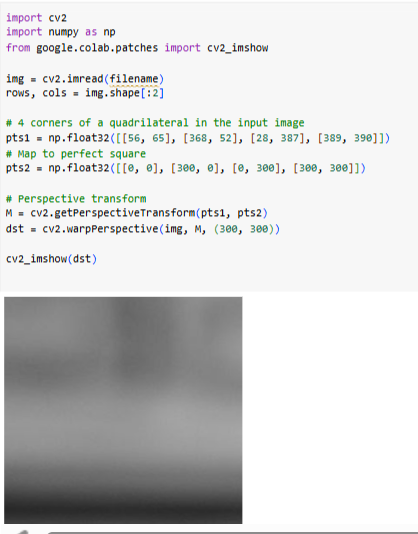 import cv2
import numpy as np
from google.colab.patches import cv2_imshow
img = cv2.imread(filename)
rows, cols = img.shape[:2]
# 4 corners of a quadrilateral in the input image
pts1 = np.float32([[56, 65], [368, 52], [28, 387], [389, 390]])
# Map to perfect square
pts2 = np.float32([[0, 0], [300, 0], [0, 300], [300, 300]])
# Perspective transform
M = cv2.getPerspectiveTransform(pts1, pts2)
dst = cv2.warpPerspective(img, M, (300, 300))
cv2_imshow(dst)